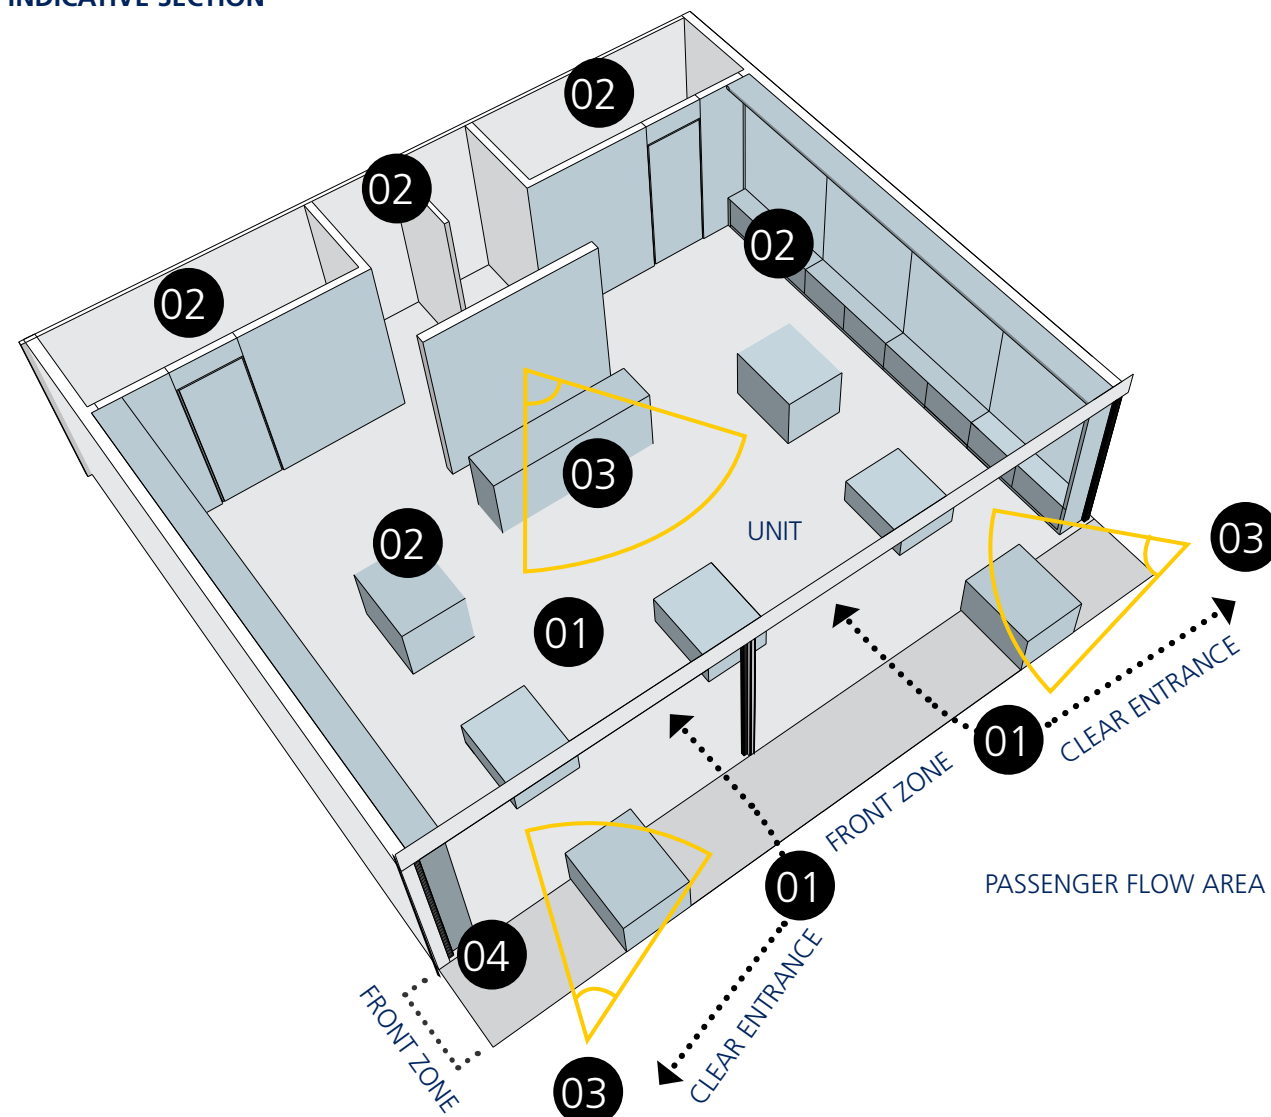 INDICATIVE SECTION
02
02
02
02
03
02
UNIT
03
01
CLEAR ENTRANCE
01
FRONT ZONE
01
PASSENGER FLOW AREA
04
CLEAR ENTRANCE
FRONT ZONE
03